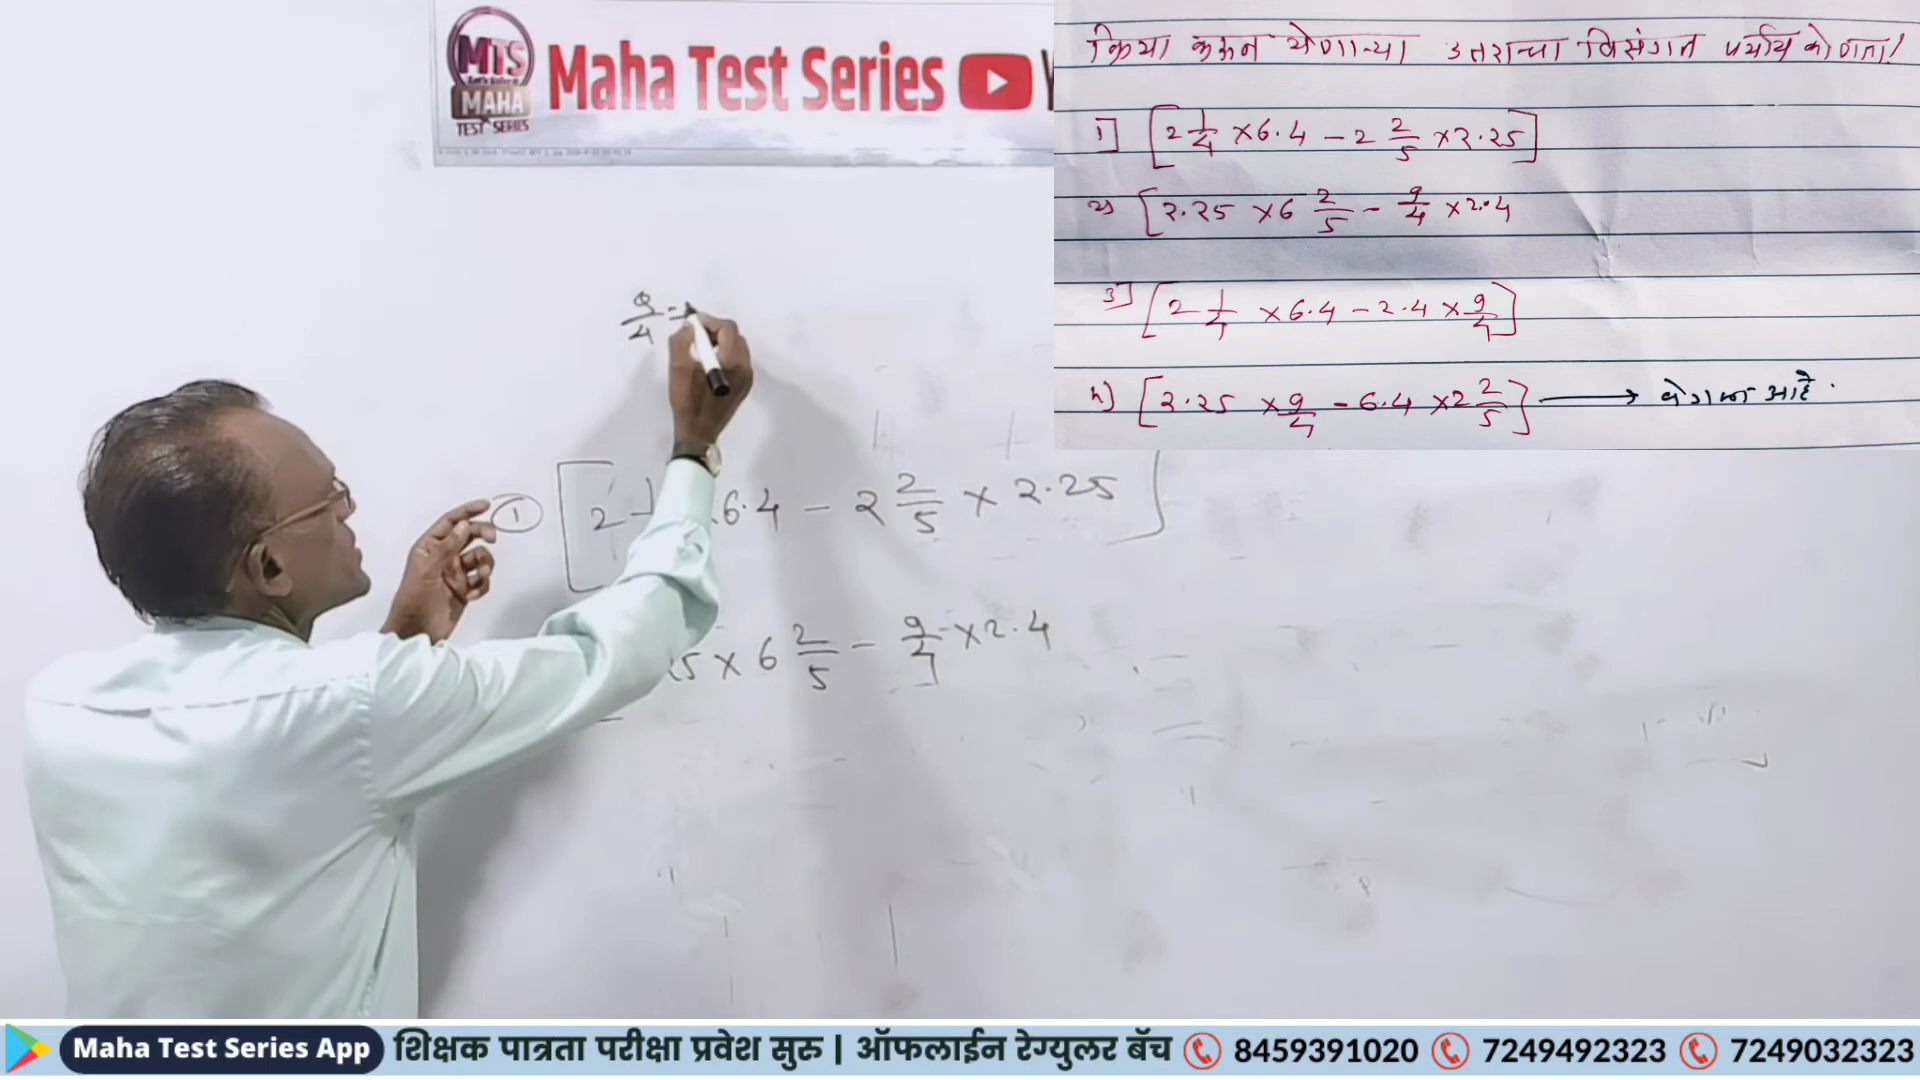 MTS
MAHA
TEST SERIES
Maha Test Series
क्रिया करून येणाऱ्या उत्तराच्या विसंगत पर्याय कोणता!
1] [2 1/4 × 6.4 – 2 2/5 × 2.25]
2) [2.25 × 6 2/5 – 9/4 × 2.4
3] [2 1/4 × 6.4 – 2.4 × 9/4]
4) [2.25 × 9/4 – 6.4 × 2 2/5] → वेगळा आहे.
9/4 =
① [2 6.4 – 2 2/5 × 2.25]
25 × 6 2/5 – 9/4 × 2.4
Maha Test Series App
शिक्षक पात्रता परीक्षा प्रवेश सुरु | ऑफलाईन रेग्युलर बॅच 8459391020 7249492323 7249032323